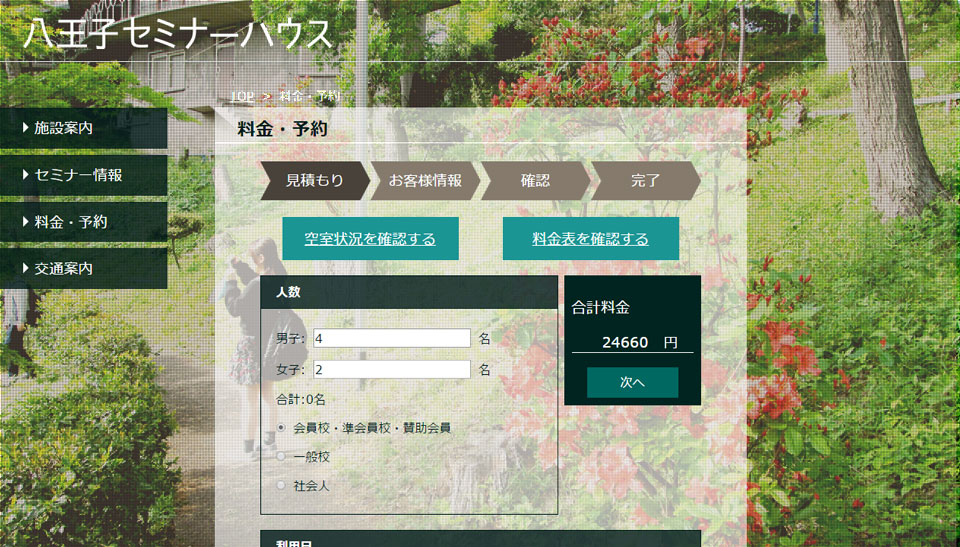 八王子セミナーハウス
TOP > 料金・予約
施設案内
セミナー情報
料金・予約
交通案内
料金・予約
見積もり
お客様情報
確認
完了
空室状況を確認する
料金表を確認する
人数
男子: 4 名
女子: 2 名
合計:0名
会員校・準会員校・賛助会員
一般校
社会人
合計料金
24660 円
次へ
利用日